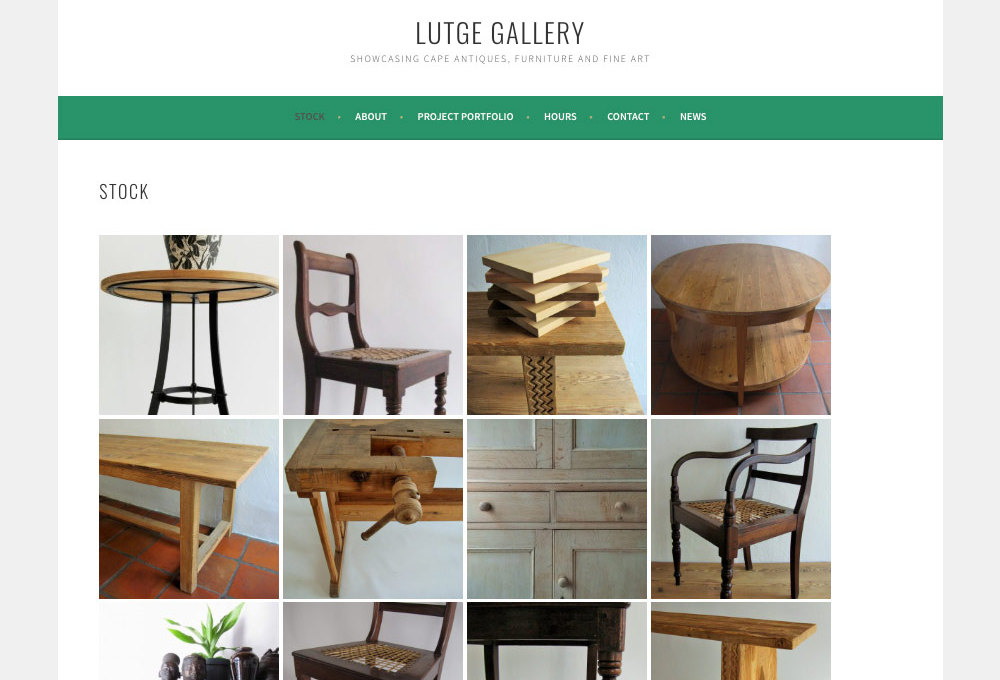 LUTGE GALLERY
SHOWCASING CAPE ANTIQUES, FURNITURE AND FINE ART
STOCK • ABOUT • PROJECT PORTFOLIO • HOURS • CONTACT • NEWS
STOCK